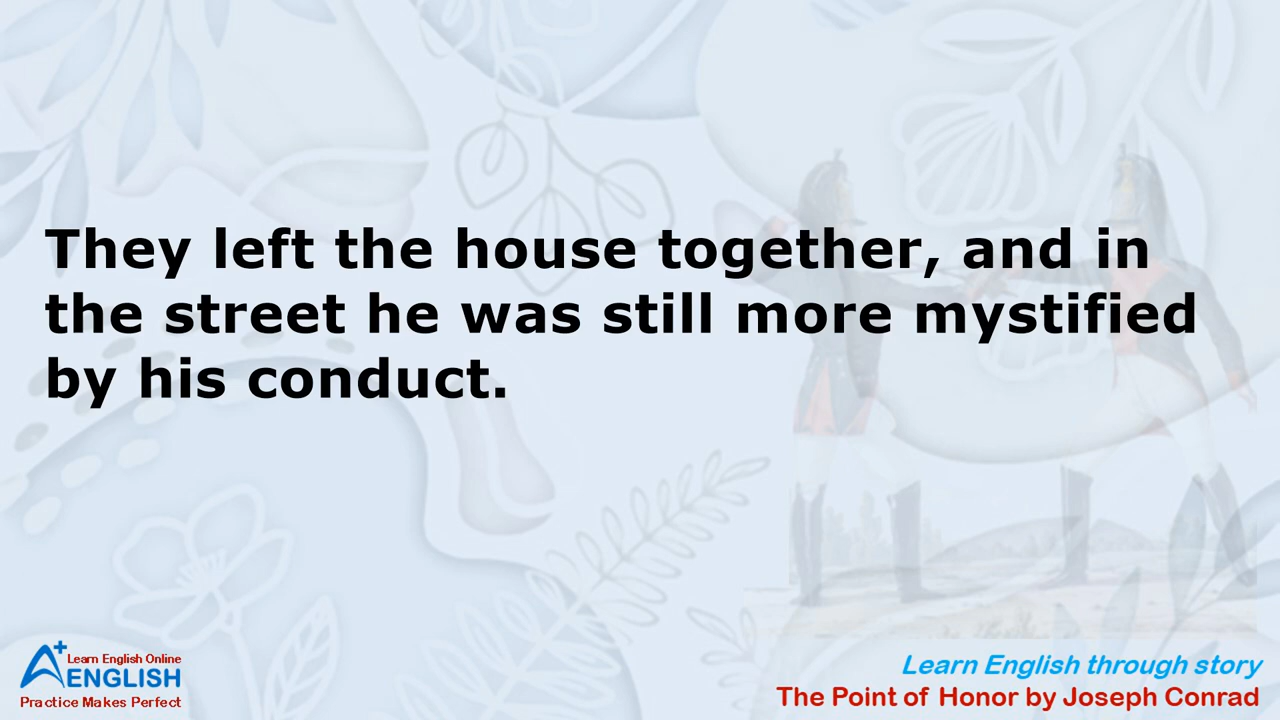 They left the house together, and in
the street he was still more mystified
by his conduct.
A+ Learn English Online
ENGLISH
Practice Makes Perfect
Learn English through story
The Point of Honor by Joseph Conrad